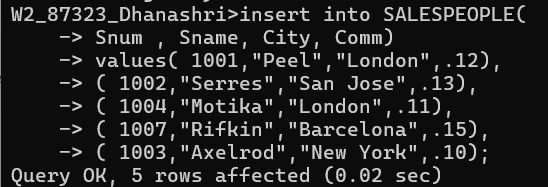 W2_87323_Dhanashri>insert into SALESPEOPLE(
    -> Snum , Sname, City, Comm)
    -> values( 1001,"Peel","London",.12),
    -> ( 1002,"Serres","San Jose",.13),
    -> ( 1004,"Motika","London",.11),
    -> ( 1007,"Rifkin","Barcelona",.15),
    -> ( 1003,"Axelrod","New York",.10);
Query OK, 5 rows affected (0.02 sec)